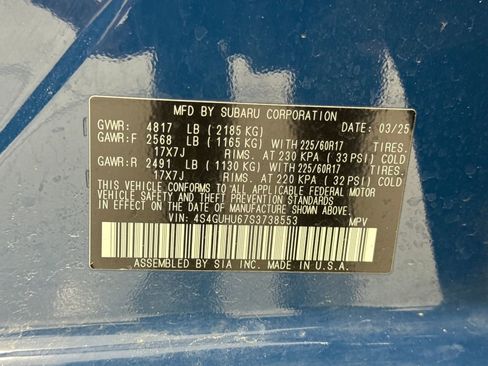 MFD BY SUBARU CORPORATION
GVWR: 4817 LB ( 2185 KG) DATE: 03/25
GAWR:F 2568 LB ( 1165 KG) WITH 225/60R17 TIRES.
17X7J RIMS. AT 230 KPA ( 33 PSI) COLD
GAWR:R 2491 LB ( 1130 KG) WITH 225/60R17 TIRES.
17X7J RIMS. AT 220 KPA ( 32 PSI) COLD
THIS VEHICLE CONFORMS TO ALL APPLICABLE FEDERAL MOTOR
VEHICLE SAFETY STANDARDS IN EFFECT ON THE DATE OF
MANUFACTURE SHOWN ABOVE.
VIN: 4S4GUHU67S3738553 MPV
ASSEMBLED BY SIA INC. MADE IN U.S.A.